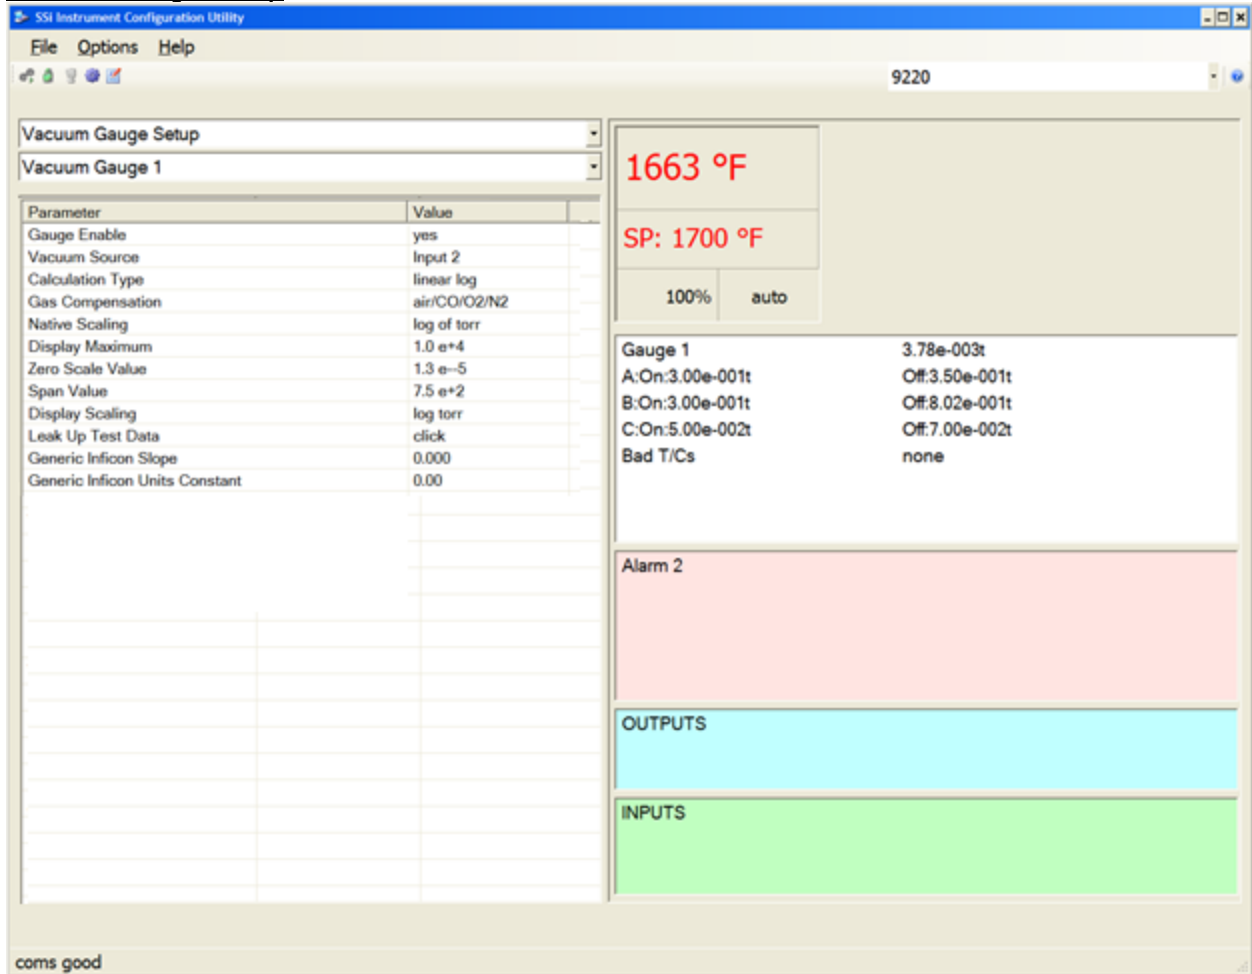 SSi Instrument Configuration Utility
File Options Help
9220
Vacuum Gauge Setup
Vacuum Gauge 1
Parameter Value
Gauge Enable yes
Vacuum Source Input 2
Calculation Type linear log
Gas Compensation air/CO/O2/N2
Native Scaling log of torr
Display Maximum 1.0 e+4
Zero Scale Value 1.3 e--5
Span Value 7.5 e+2
Display Scaling log torr
Leak Up Test Data click
Generic Inficon Slope 0.000
Generic Inficon Units Constant 0.00
1663 °F
SP: 1700 °F
100% auto
Gauge 1 3.78e-003t
A:On:3.00e-001t Off:3.50e-001t
B:On:3.00e-001t Off:8.02e-001t
C:On:5.00e-002t Off:7.00e-002t
Bad T/Cs none
Alarm 2
OUTPUTS
INPUTS
coms good